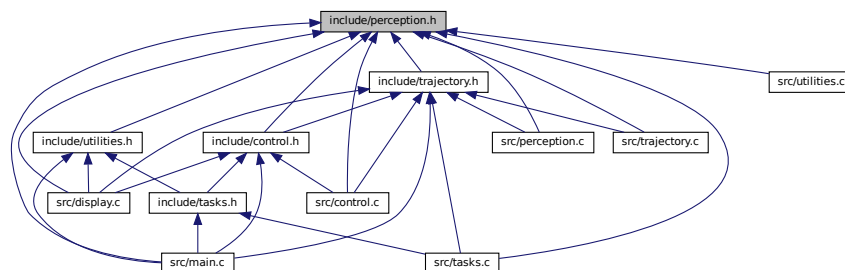 include/perception.h
include/trajectory.h
src/utilities.c
include/utilities.h
include/control.h
src/perception.c
src/trajectory.c
src/display.c
include/tasks.h
src/control.c
src/main.c
src/tasks.c